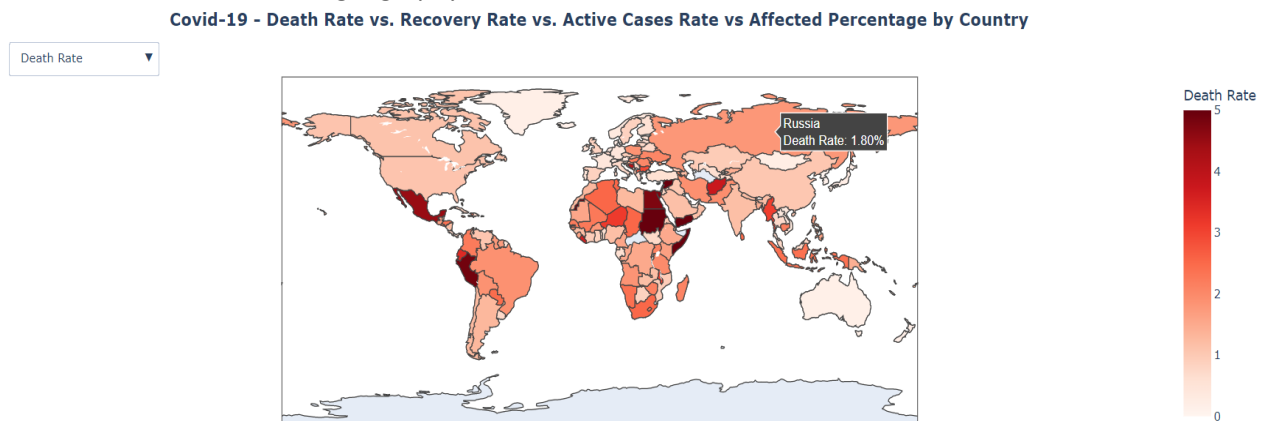 Covid-19 - Death Rate vs. Recovery Rate vs. Active Cases Rate vs Affected Percentage by Country
Death Rate ▼
Death Rate
5
Russia
Death Rate: 1.80%
4
3
2
1
0